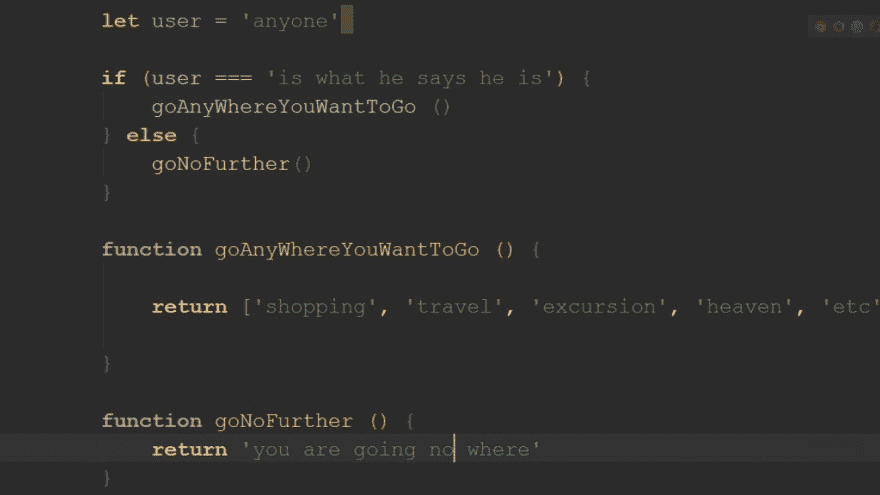 let user = 'anyone'
if (user === 'is what he says he is') {
goAnyWhereYouWantToGo ()
} else {
goNoFurther()
}
function goAnyWhereYouWantToGo () {
return ['shopping', 'travel', 'excursion', 'heaven', 'etc'
}
function goNoFurther () {
return 'you are going no where'
}